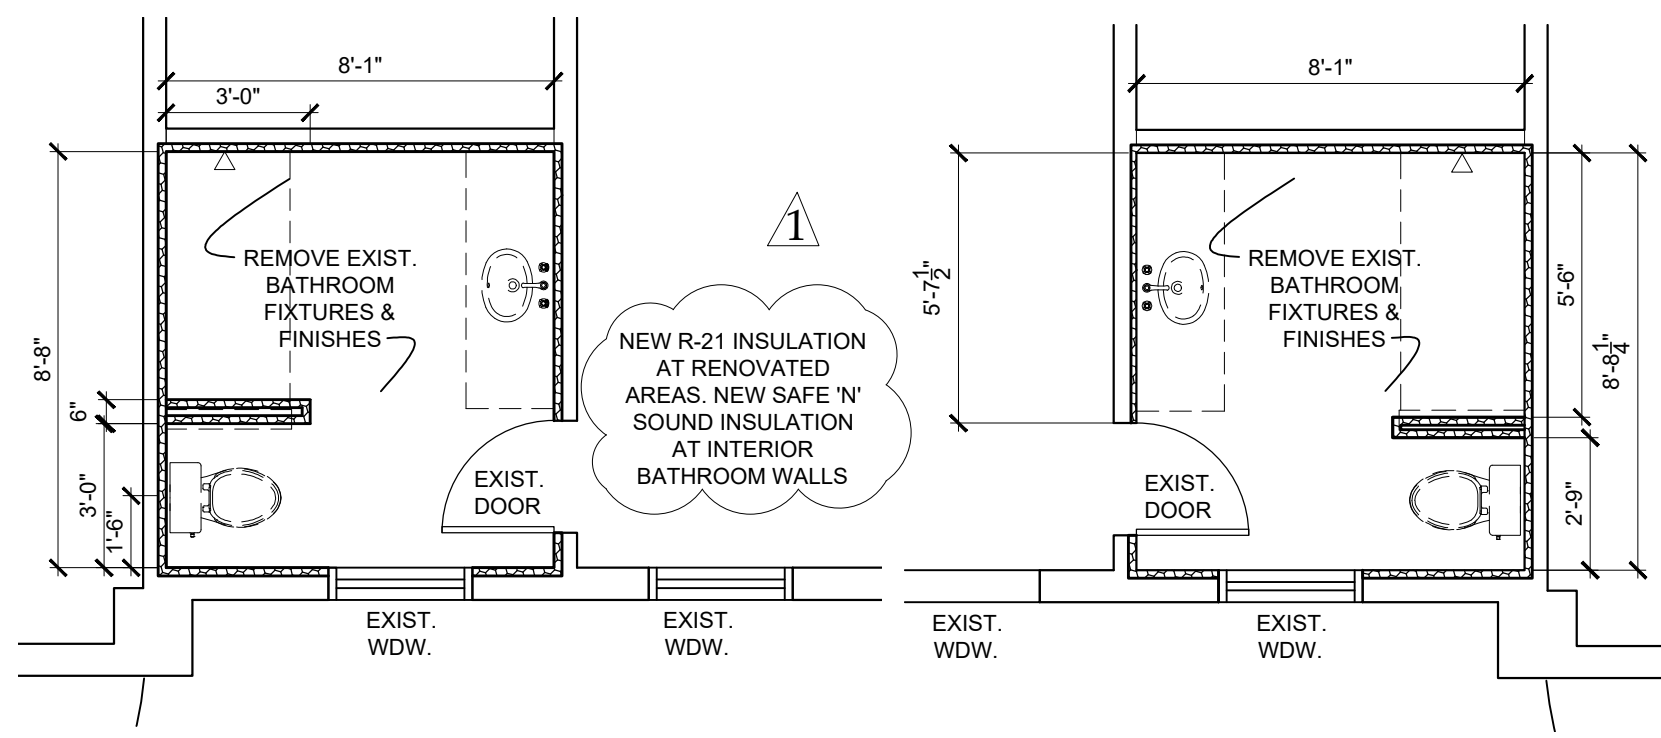 8'-1"
3'-0"
8'-8"
6"
3'-0"
1'-6"
REMOVE EXIST.
BATHROOM
FIXTURES &
FINISHES
EXIST.
DOOR
EXIST.
WDW.
1
NEW R-21 INSULATION
AT RENOVATED
AREAS. NEW SAFE 'N'
SOUND INSULATION
AT INTERIOR
BATHROOM WALLS
EXIST.
WDW.
8'-1"
5'-7 1/2"
REMOVE EXIST.
BATHROOM
FIXTURES &
FINISHES
5'-6"
8'-8 1/4"
2'-9"
EXIST.
DOOR
EXIST.
WDW.
EXIST.
WDW.